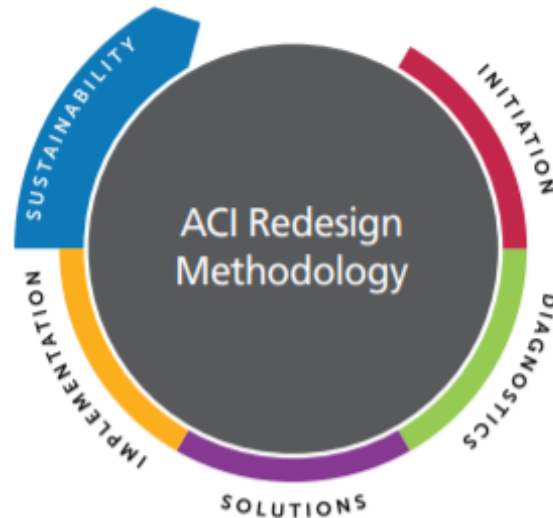 ACI Redesign
Methodology
INITIATION
DIAGNOSTICS
SOLUTIONS
IMPLEMENTATION
SUSTAINABILITY